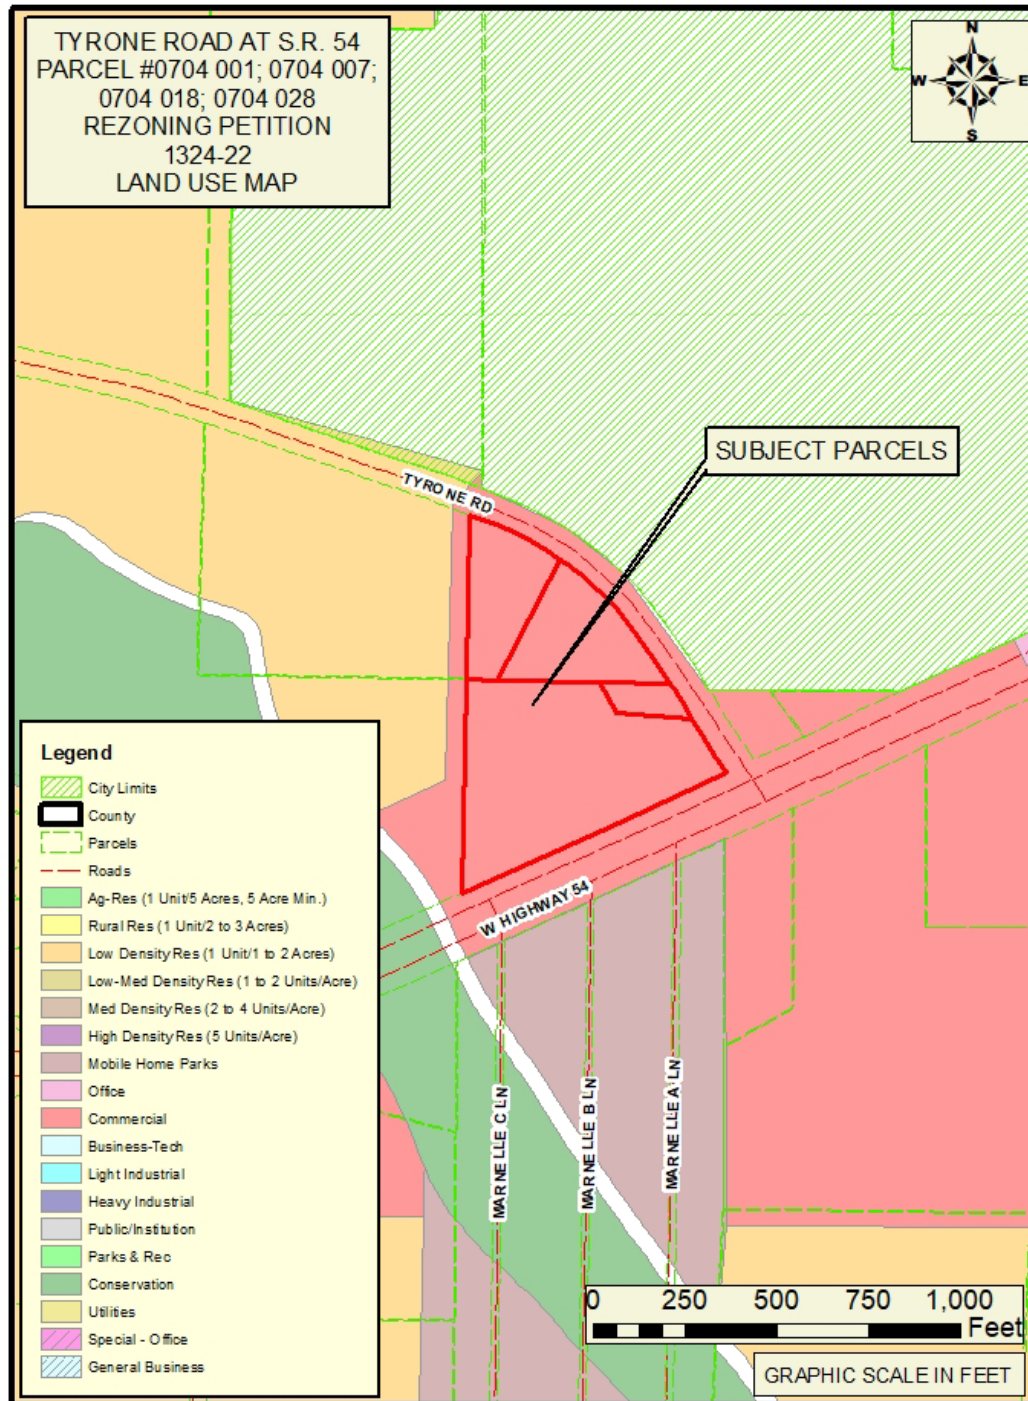 TYRONE ROAD AT S.R. 54
PARCEL #0704 001; 0704 007;
0704 018; 0704 028
REZONING PETITION
1324-22
LAND USE MAP
N
W
E
S
SUBJECT PARCELS
TYRONE RD
W HIGHWAY 54
MARNELLE C LN
MARNELLE B LN
MARNELLE A LN
Legend
City Limits
County
Parcels
Roads
Ag-Res (1 Unit/5 Acres, 5 Acre Min.)
Rural Res (1 Unit/2 to 3 Acres)
Low Density Res (1 Unit/1 to 2 Acres)
Low-Med Density Res (1 to 2 Units/Acre)
Med Density Res (2 to 4 Units/Acre)
High Density Res (5 Units/Acre)
Mobile Home Parks
Office
Commercial
Business-Tech
Light Industrial
Heavy Industrial
Public/Institution
Parks & Rec
Conservation
Utilities
Special - Office
General Business
0 250 500 750 1,000
Feet
GRAPHIC SCALE IN FEET